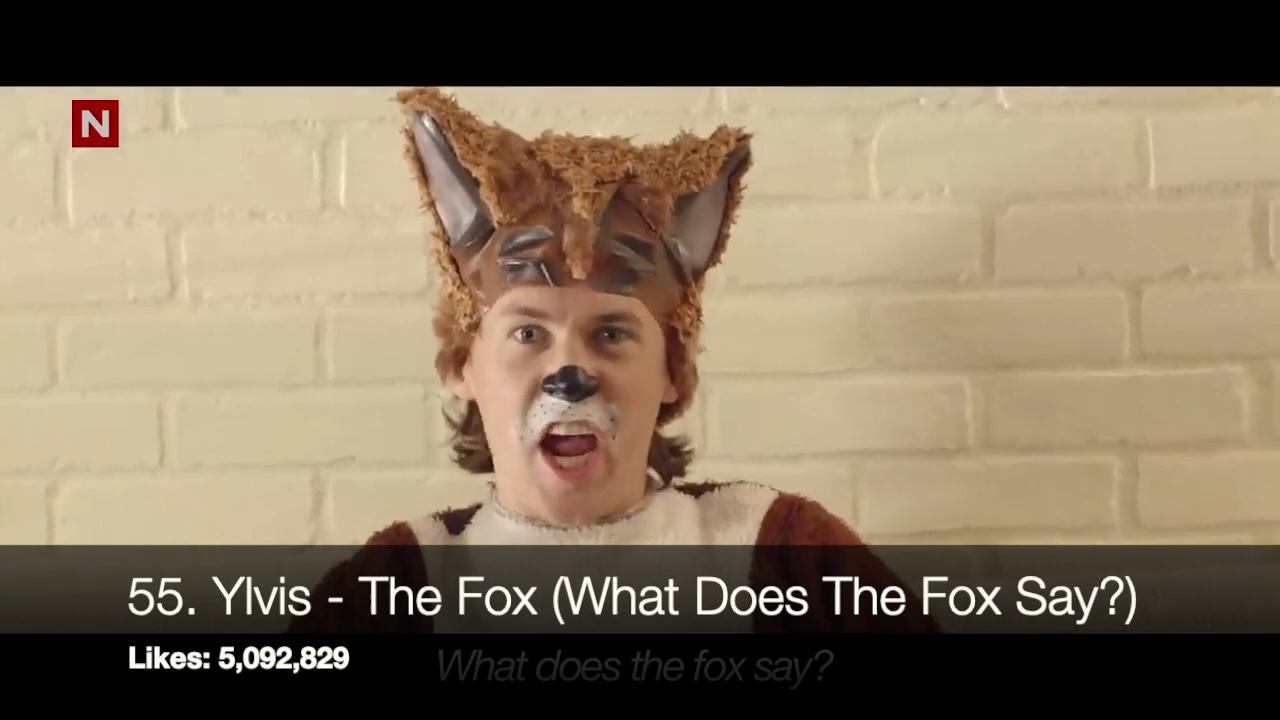 N
55. Ylvis - The Fox (What Does The Fox Say?)
Likes: 5,092,829
What does the fox say?